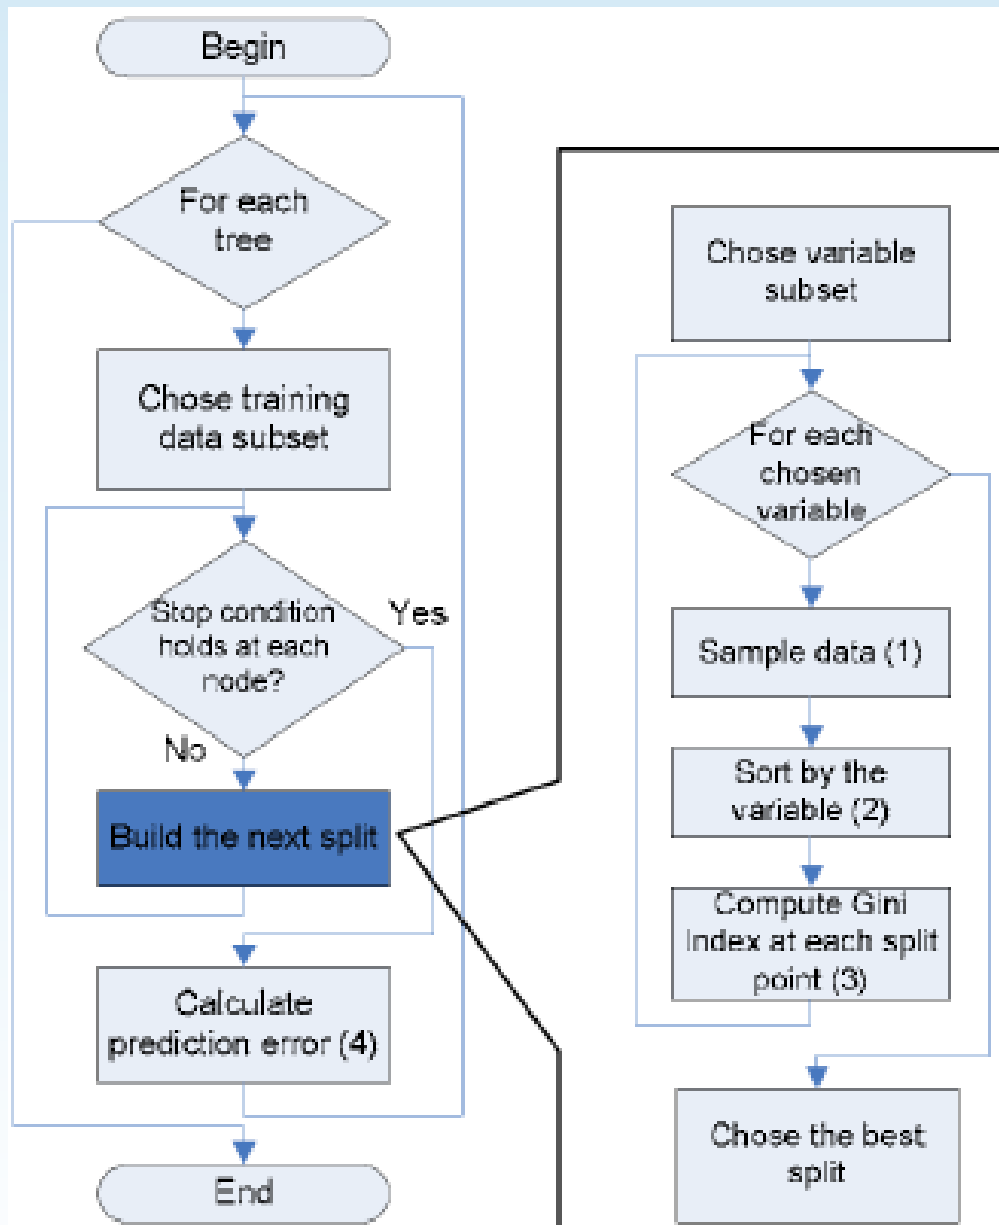 Begin
For each
tree
Chose training
data subset
Stop condition
holds at each
node?
Yes
No
Build the next split
Calculate
prediction error (4)
End
Chose variable
subset
For each
chosen
variable
Sample data (1)
Sort by the
variable (2)
Compute Gini
Index at each split
point (3)
Chose the best
split